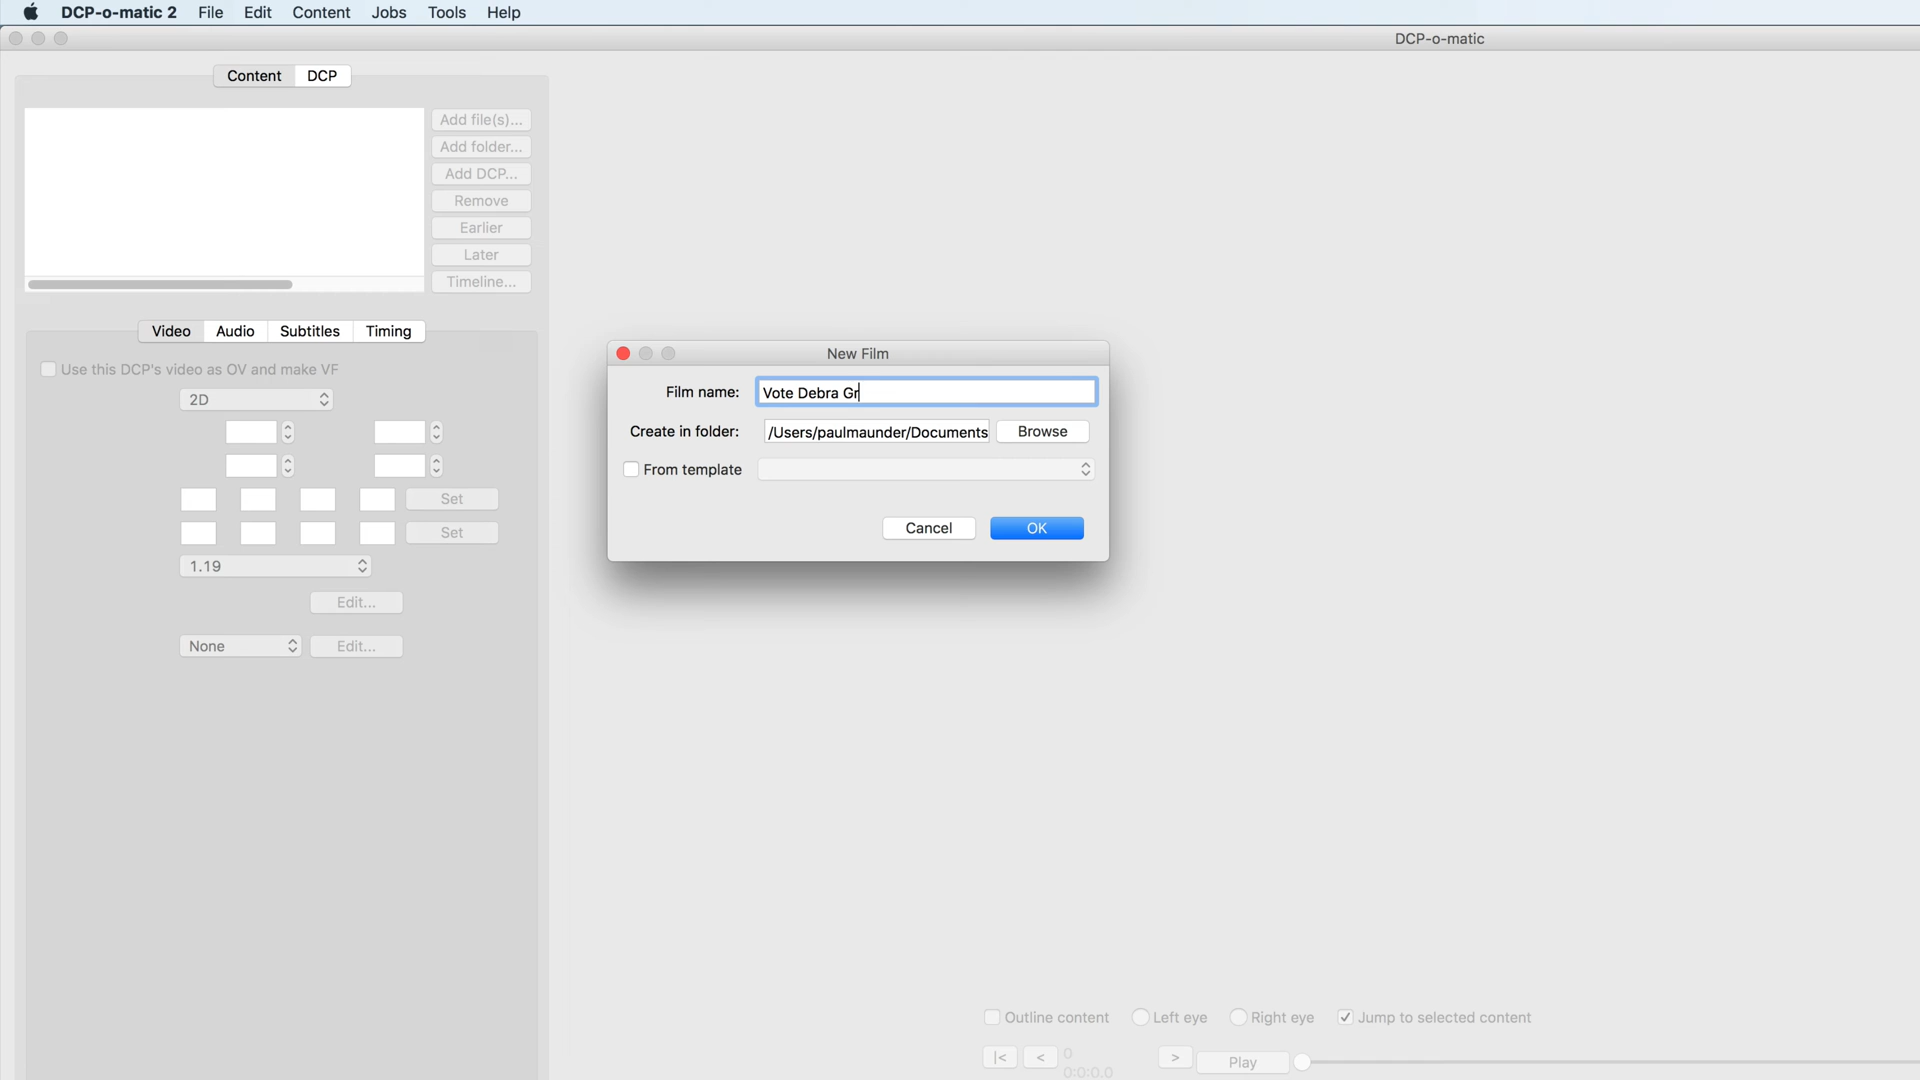 DCP-o-matic 2 File Edit Content Jobs Tools Help
DCP-o-matic
Content DCP
Add file(s)...
Add folder...
Add DCP...
Remove
Earlier
Later
Timeline...
Video Audio Subtitles Timing
Use this DCP's video as OV and make VF
2D
Set
Set
1.19
Edit...
None Edit...
New Film
Film name: Vote Debra Gr
Create in folder: /Users/paulmaunder/Documents Browse
From template
Cancel OK
Outline content Left eye Right eye Jump to selected content
|< < 0 > Play
0:0:0.0